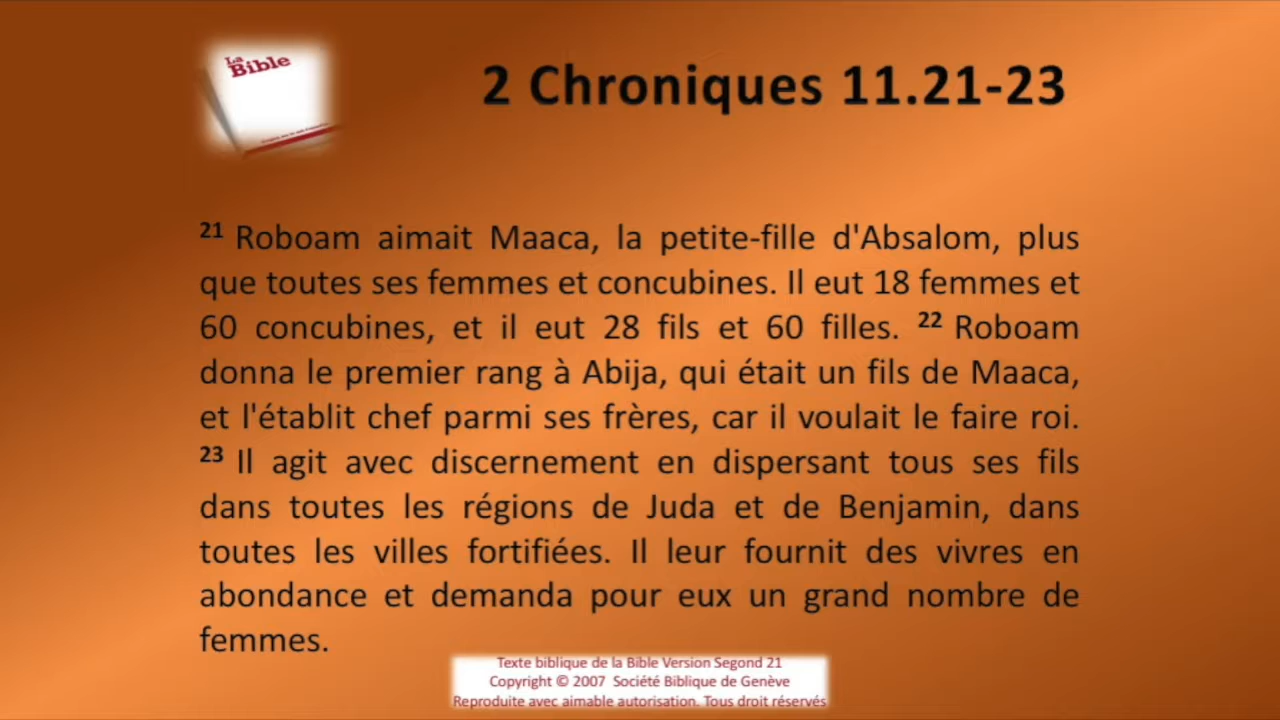 La
Bible
2 Chroniques 11.21-23
21 Roboam aimait Maaca, la petite-fille d'Absalom, plus
que toutes ses femmes et concubines. Il eut 18 femmes et
60 concubines, et il eut 28 fils et 60 filles. 22 Roboam
donna le premier rang à Abija, qui était un fils de Maaca,
et l'établit chef parmi ses frères, car il voulait le faire roi.
23 Il agit avec discernement en dispersant tous ses fils
dans toutes les régions de Juda et de Benjamin, dans
toutes les villes fortifiées. Il leur fournit des vivres en
abondance et demanda pour eux un grand nombre de
femmes.
Texte biblique de la Bible Version Segond 21
Copyright © 2007 Société Biblique de Genève
Reproduite avec aimable autorisation. Tous droit réservés